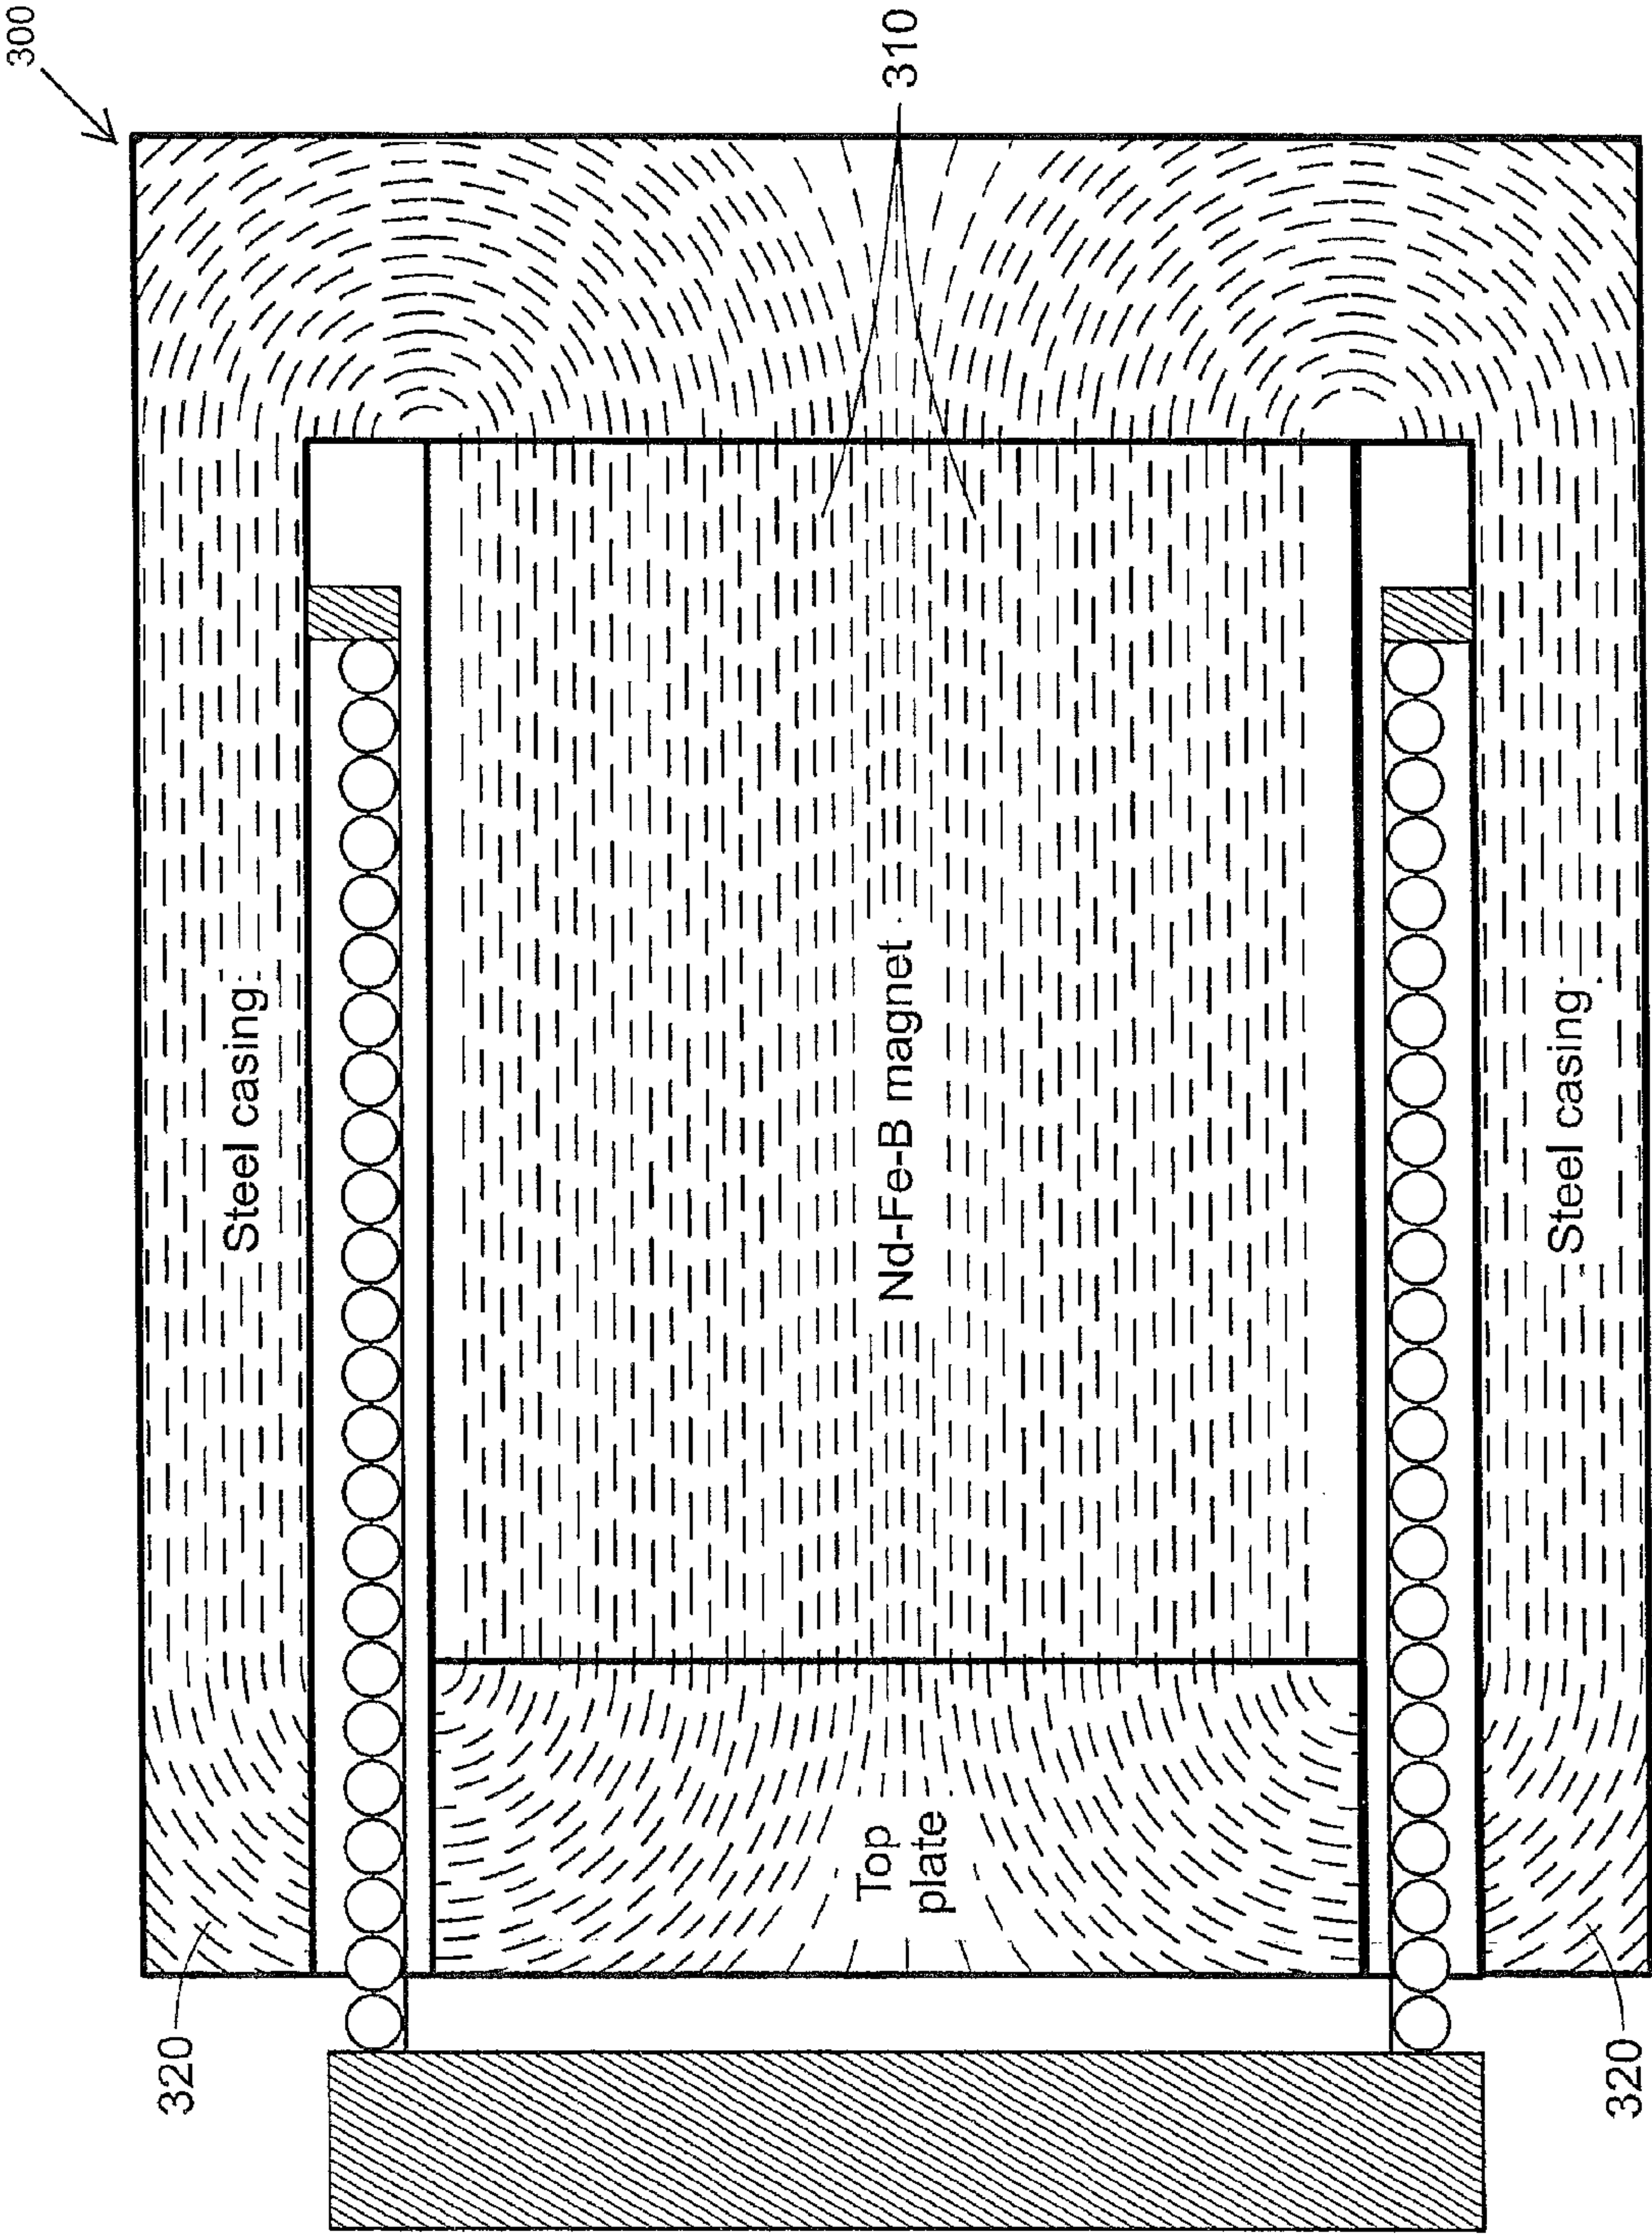 300
310
Steel casing
Nd-Fe-B magnet
Steel casing
Top
plate
320
320